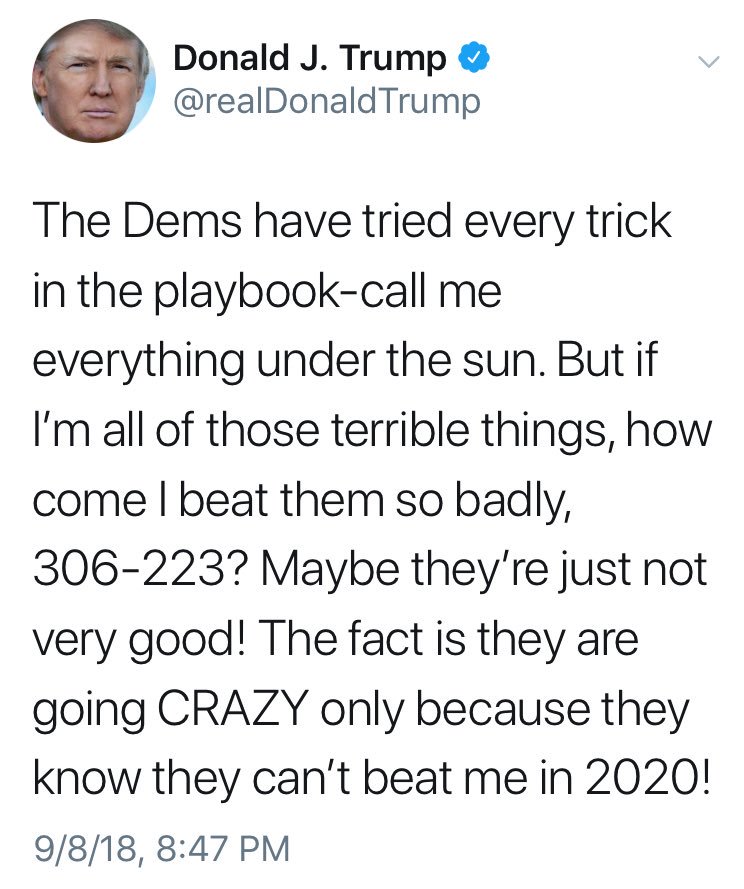 Donald J. Trump
@realDonaldTrump
The Dems have tried every trick
in the playbook-call me
everything under the sun. But if
I'm all of those terrible things, how
come I beat them so badly,
306-223? Maybe they're just not
very good! The fact is they are
going CRAZY only because they
know they can't beat me in 2020!
9/8/18, 8:47 PM